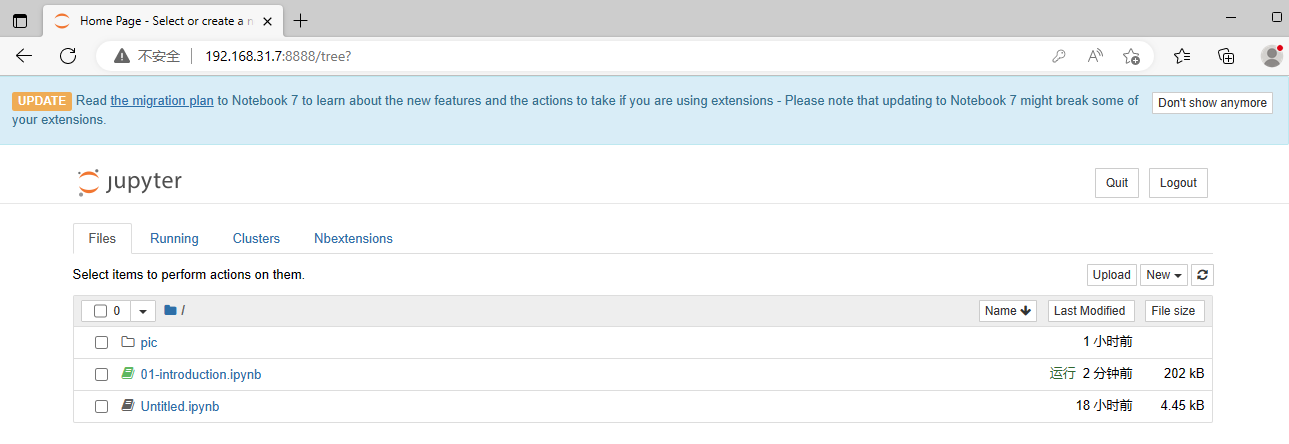 Home Page - Select or create a n
不安全 192.168.31.7:8888/tree?
UPDATE Read the migration plan to Notebook 7 to learn about the new features and the actions to take if you are using extensions - Please note that updating to Notebook 7 might break some of
your extensions.
Don't show anymore
jupyter
Quit Logout
Files Running Clusters Nbextensions
Select items to perform actions on them.
Upload New
0 / Name Last Modified File size
pic 1 小时前
01-introduction.ipynb 运行 2 分钟前 202 kB
Untitled.ipynb 18 小时前 4.45 kB